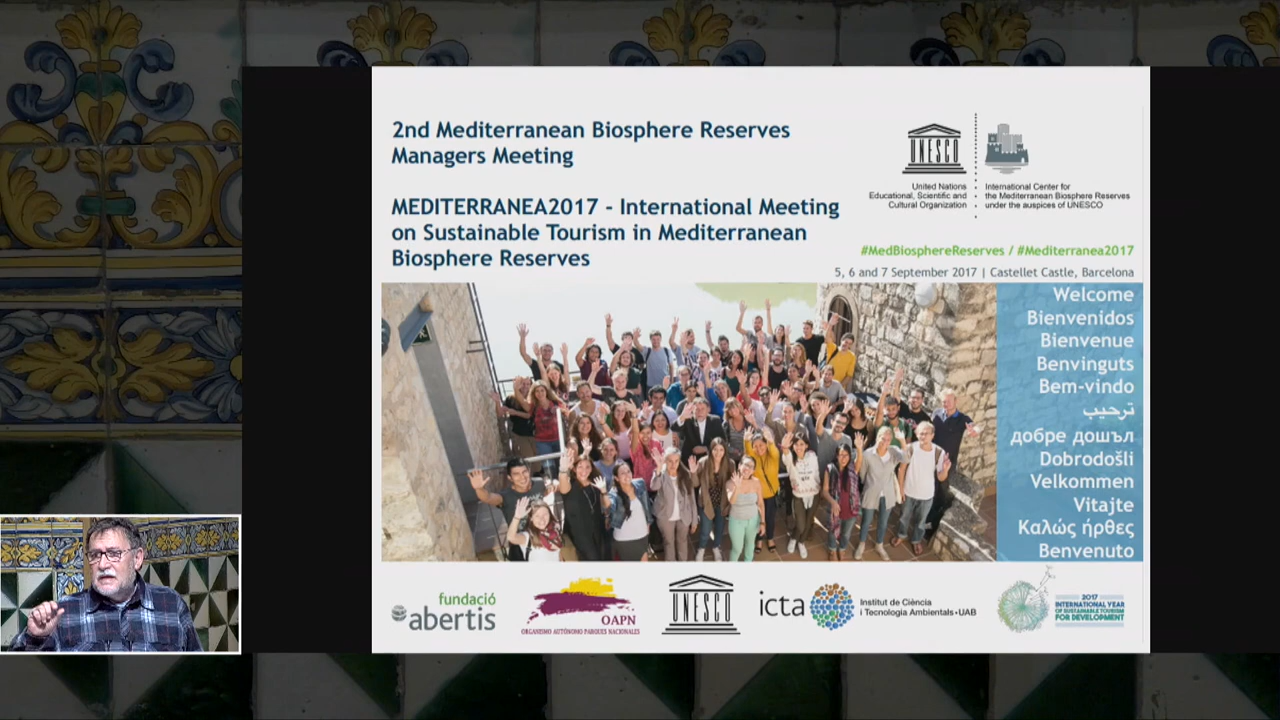 2nd Mediterranean Biosphere Reserves
Managers Meeting
MEDITERRANEA2017 - International Meeting
on Sustainable Tourism in Mediterranean
Biosphere Reserves
UNESCO
United Nations
Educational, Scientific and
Cultural Organization
International Center for
the Mediterranean Biosphere Reserves
under the auspices of UNESCO
#MedBiosphereReserves / #Mediterranea2017
5, 6 and 7 September 2017 | Castellet Castle, Barcelona
Welcome
Bienvenidos
Bienvenue
Benvinguts
Bem-vindo
ترحيب
добре дошъл
Dobrodošli
Velkommen
Vitajte
Καλώς ήρθες
Benvenuto
fundació
abertis
OAPN
ORGANISMO AUTÓNOMO PARQUES NACIONALES
UNESCO
icta
Institut de Ciència
i Tecnologia Ambientals•UAB
2017
INTERNATIONAL YEAR
OF SUSTAINABLE TOURISM
FOR DEVELOPMENT